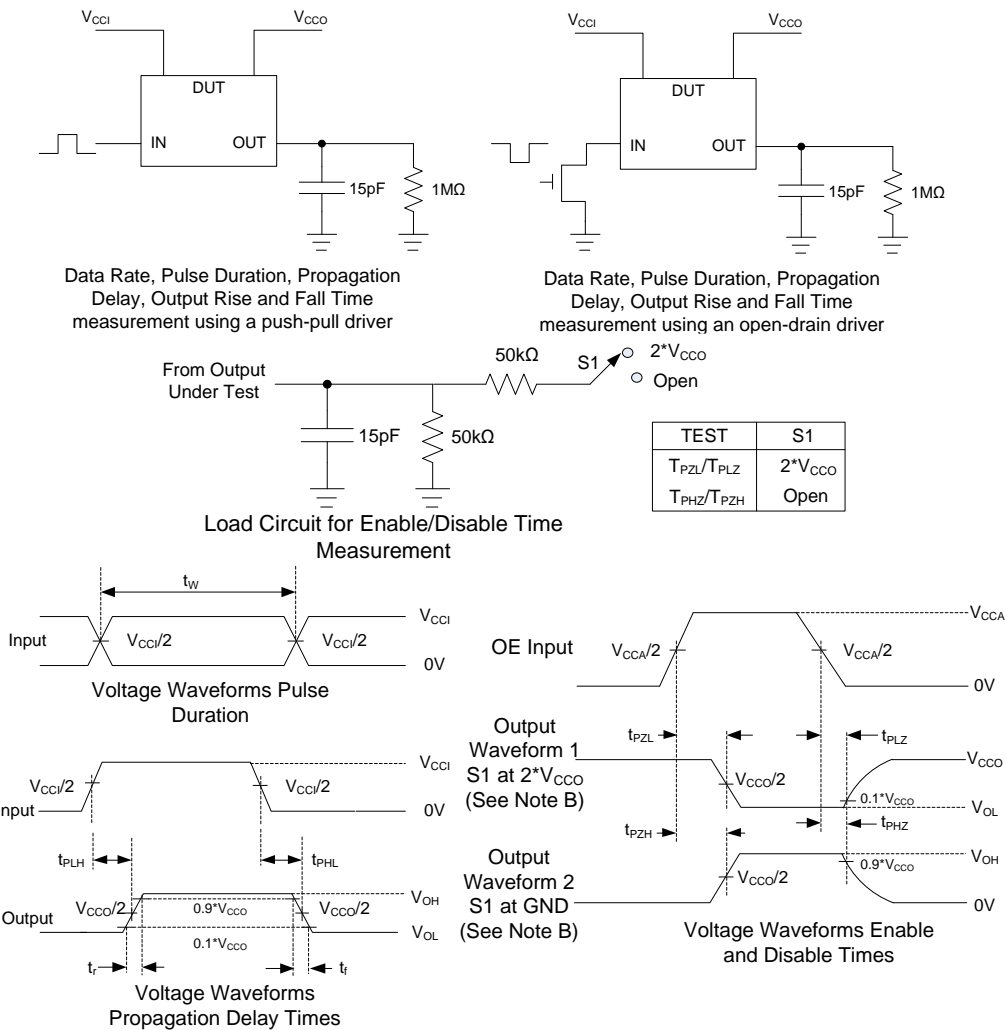 VCCI
VCCO
DUT
IN
OUT
15pF
1MΩ
Data Rate, Pulse Duration, Propagation
Delay, Output Rise and Fall Time
measurement using a push-pull driver
VCCI
VCCO
DUT
IN
OUT
15pF
1MΩ
Data Rate, Pulse Duration, Propagation
Delay, Output Rise and Fall Time
measurement using an open-drain driver
From Output
Under Test
15pF
50kΩ
50kΩ
S1
2*VCCO
Open
Load Circuit for Enable/Disable Time
Measurement
TEST S1
TPZL/TPLZ 2*VCCO
TPHZ/TPZH Open
tW
Input
VCCI/2
VCCI/2
VCCI
0V
Voltage Waveforms Pulse
Duration
VCCI/2
VCCI/2
VCCI
nput
0V
tPLH
tPHL
Output
VCCO/2
0.9*VCCO
0.1*VCCO
VCCO/2
VOH
VOL
tr
tf
Voltage Waveforms
Propagation Delay Times
OE Input
VCCA/2
VCCA/2
VCCA
0V
Output
Waveform 1
S1 at 2*VCCO
(See Note B)
tPZL
tPLZ
VCCO/2
0.1*VCCO
VCCO
VOL
tPZH
tPHZ
Output
Waveform 2
S1 at GND
(See Note B)
VCCO/2
0.9*VCCO
VOH
0V
Voltage Waveforms Enable
and Disable Times